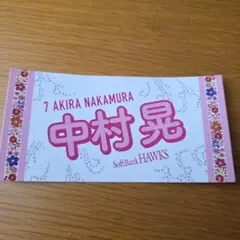 7 AKIRA NAKAMURA
中村 晃
SoftBank HAWKS